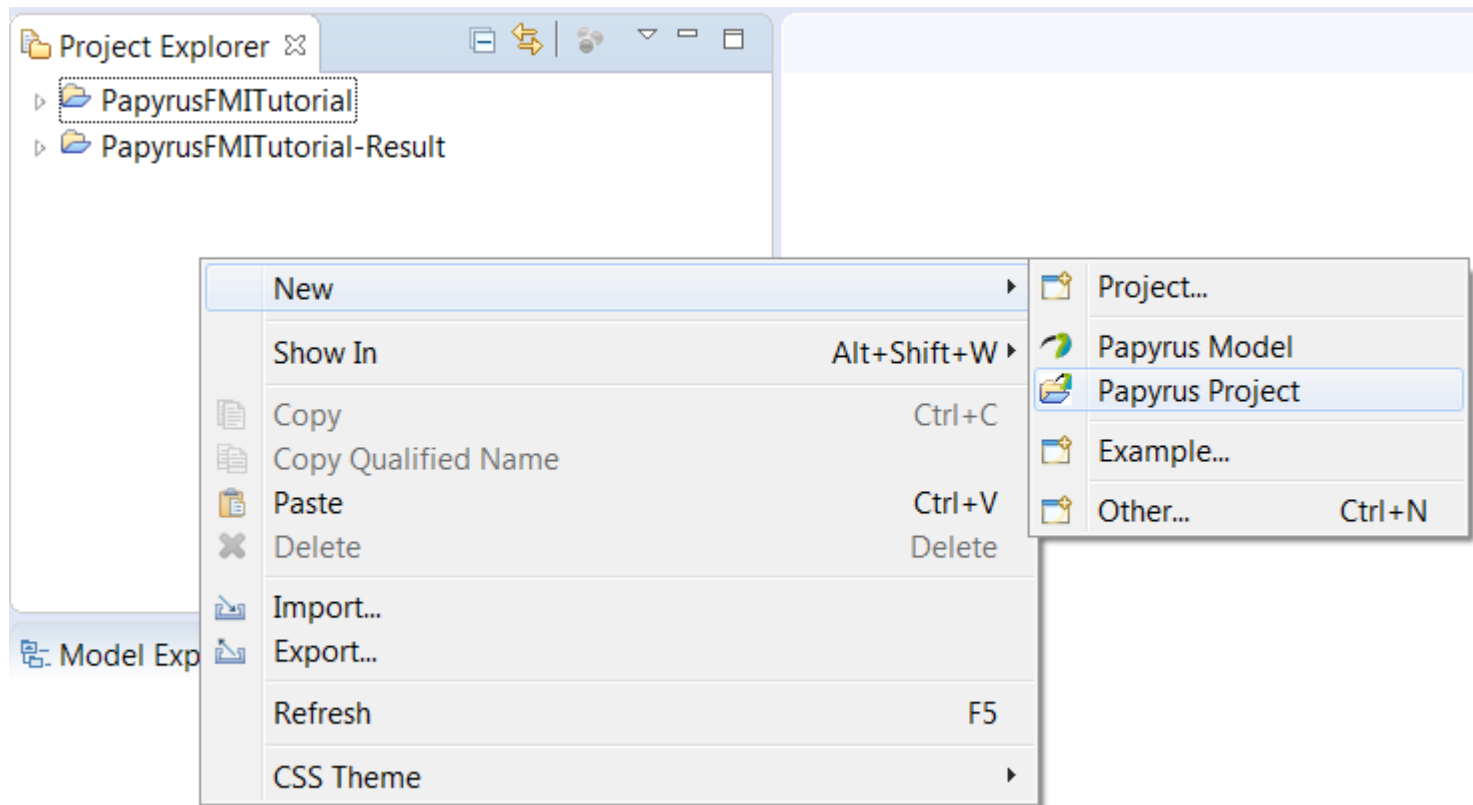 Project Explorer
PapyrusFMITutorial
PapyrusFMITutorial-Result
New
Show In Alt+Shift+W
Copy Ctrl+C
Copy Qualified Name
Paste Ctrl+V
Delete Delete
Import...
Export...
Refresh F5
CSS Theme
Project...
Papyrus Model
Papyrus Project
Example...
Other... Ctrl+N
Model Exp